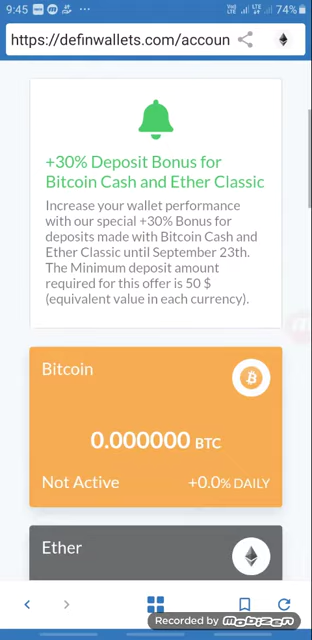 9:45
74%
https://definwallets.com/accoun
+30% Deposit Bonus for
Bitcoin Cash and Ether Classic
Increase your wallet performance
with our special +30% Bonus for
deposits made with Bitcoin Cash and
Ether Classic until September 23th.
The Minimum deposit amount
required for this offer is 50 $
(equivalent value in each currency).
Bitcoin
0.000000 BTC
Not Active +0.0% DAILY
Ether
Recorded by mobizen